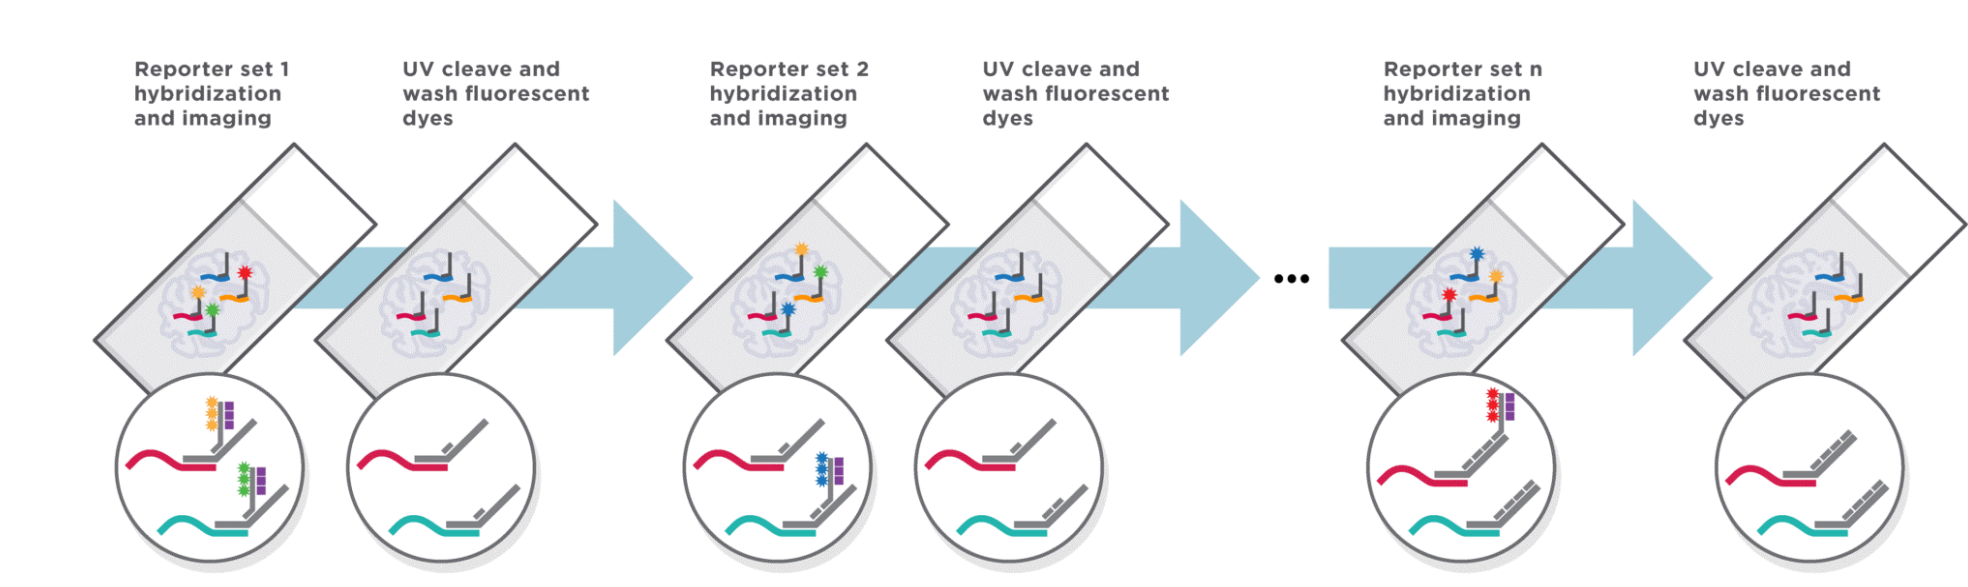 Reporter set 1
hybridization
and imaging
UV cleave and
wash fluorescent
dyes
Reporter set 2
hybridization
and imaging
UV cleave and
wash fluorescent
dyes
...
Reporter set n
hybridization
and imaging
UV cleave and
wash fluorescent
dyes